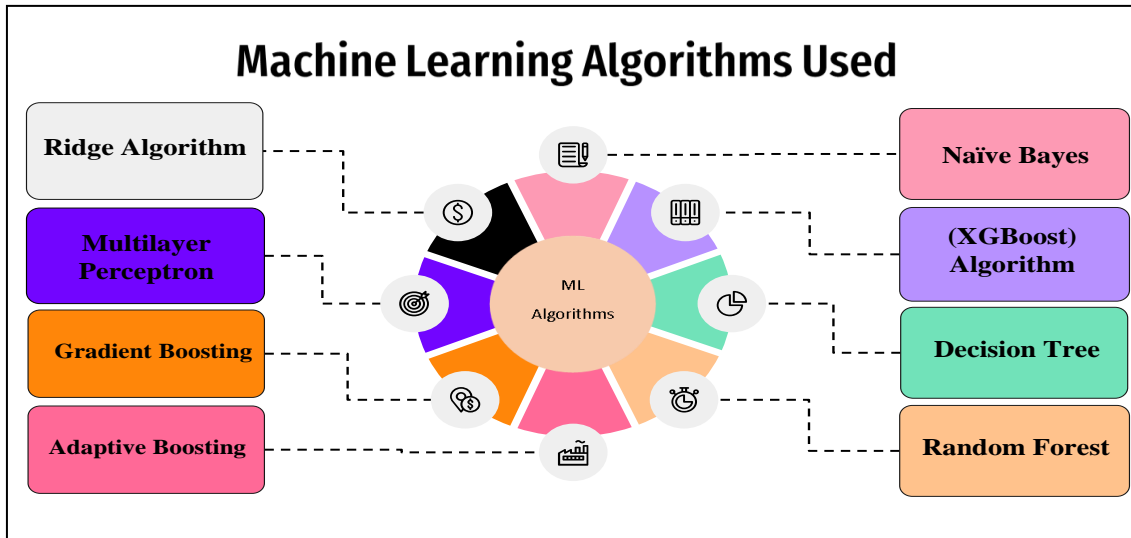 Machine Learning Algorithms Used
Ridge Algorithm
Multilayer
Perceptron
Gradient Boosting
Adaptive Boosting
ML
Algorithms
Naïve Bayes
(XGBoost)
Algorithm
Decision Tree
Random Forest